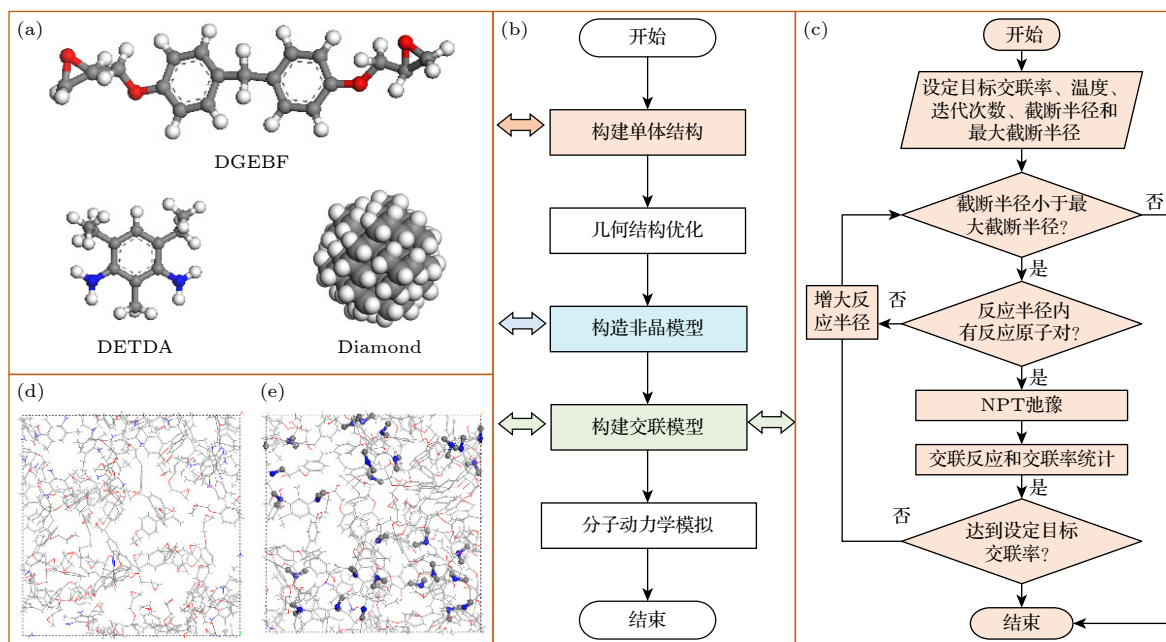 (a)
DGEBF
DETDA
Diamond
(b)
开始
构建单体结构
几何结构优化
构造非品模型
构建交联模型
分子动力学模拟
结束
(c)
开始
设定目标交联率、温度、
迭代次数、截断半径和
最大截断半径
截断半径小于最
大截断半径?
否
是
增大反
应半径
否
反应半径内
有反应原子对?
是
NPT弛豫
交联反应和交联率统计
是
否
达到设定目标
交联率?
结束
(d)
(e)